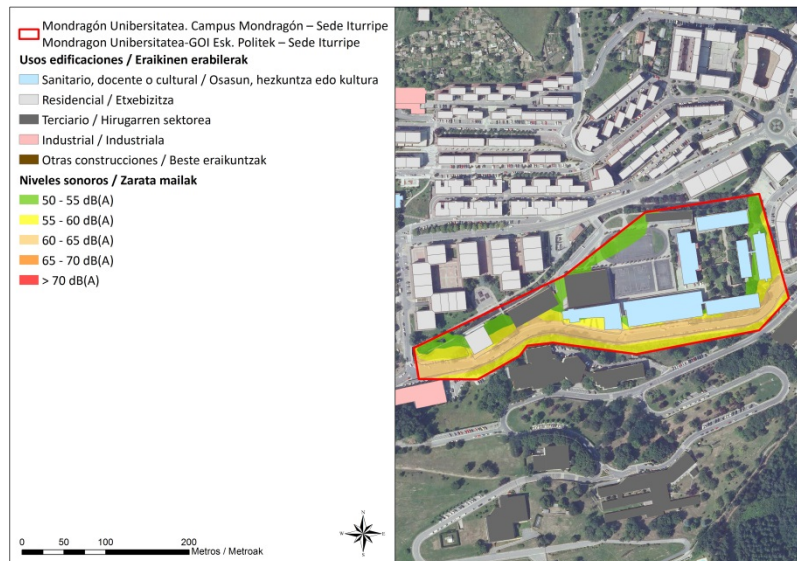 Mondragón Unibersitatea. Campus Mondragón – Sede Iturripe
Mondragon Unibersitatea-GOI Esk. Politek – Sede Iturripe
Usos edificaciones / Eraikinen erabilerak
Sanitario, docente o cultural / Osasun, hezkuntza edo kultura
Residencial / Etxebizitza
Terciario / Hirugarren sektorea
Industrial / Industriala
Otras construcciones / Beste eraikuntzak
Niveles sonoros / Zarata mailak
50 - 55 dB(A)
55 - 60 dB(A)
60 - 65 dB(A)
65 - 70 dB(A)
> 70 dB(A)
N
W E
S
0 50 100 200
Metros / Metroak